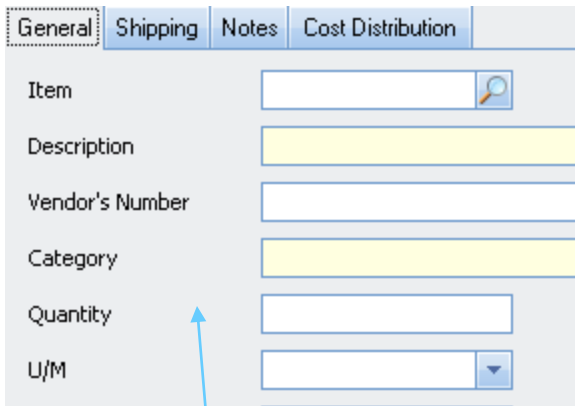 General Shipping Notes Cost Distribution
Item
Description
Vendor's Number
Category
Quantity
U/M